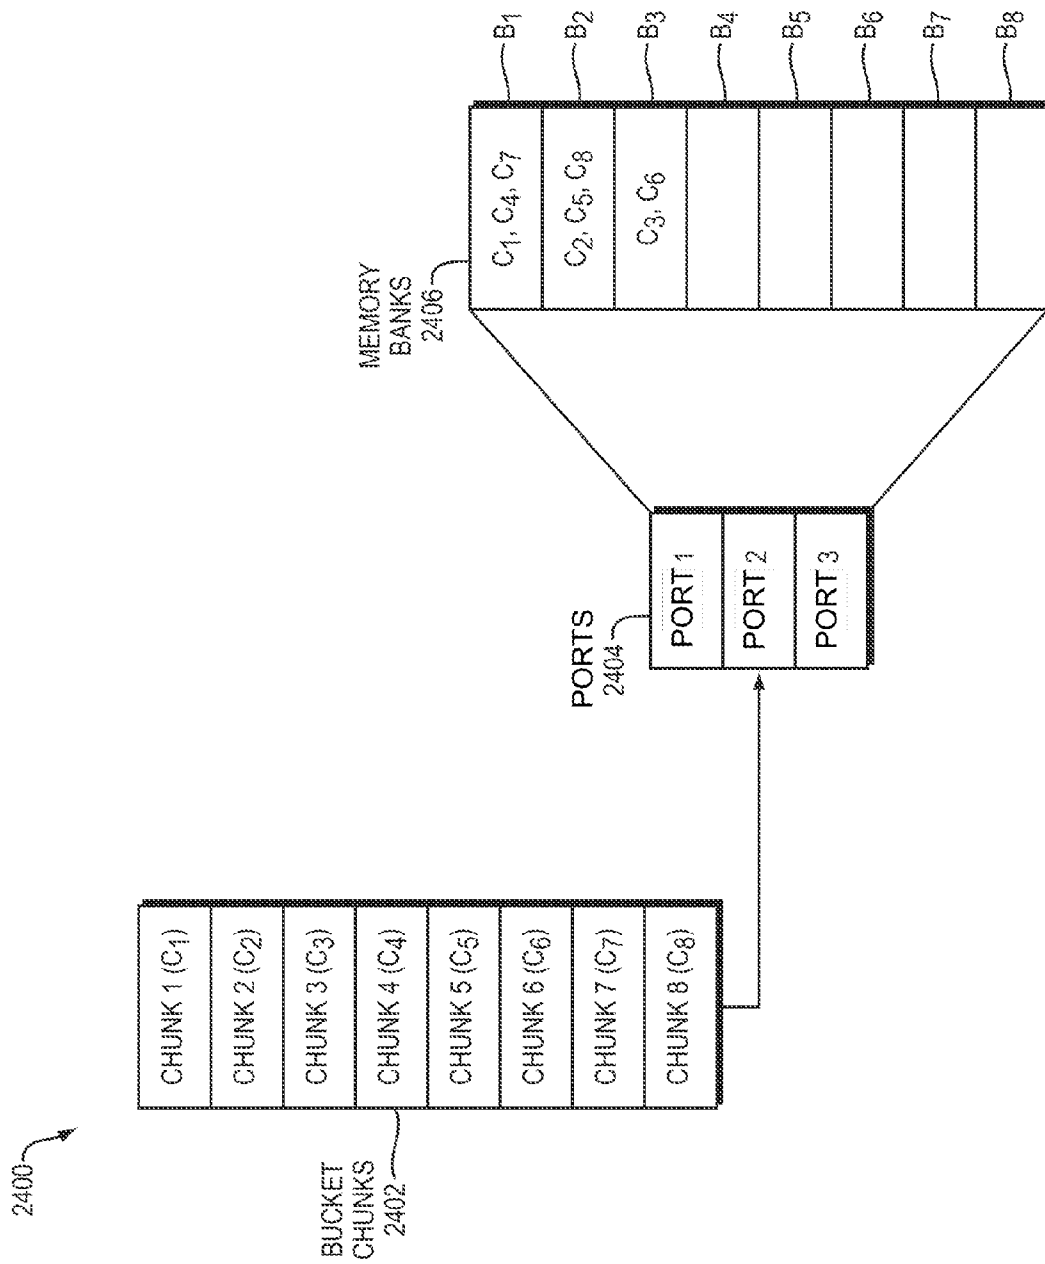 2400
BUCKET
CHUNKS
2402
CHUNK 1 (C₁)
CHUNK 2 (C₂)
CHUNK 3 (C₃)
CHUNK 4 (C₄)
CHUNK 5 (C₅)
CHUNK 6 (C₆)
CHUNK 7 (C₇)
CHUNK 8 (C₈)
PORTS
2404
PORT 1
PORT 2
PORT 3
MEMORY
BANKS
2406
C₁, C₄, C₇
C₂, C₅, C₈
C₃, C₆
B₁
B₂
B₃
B₄
B₅
B₆
B₇
B₈